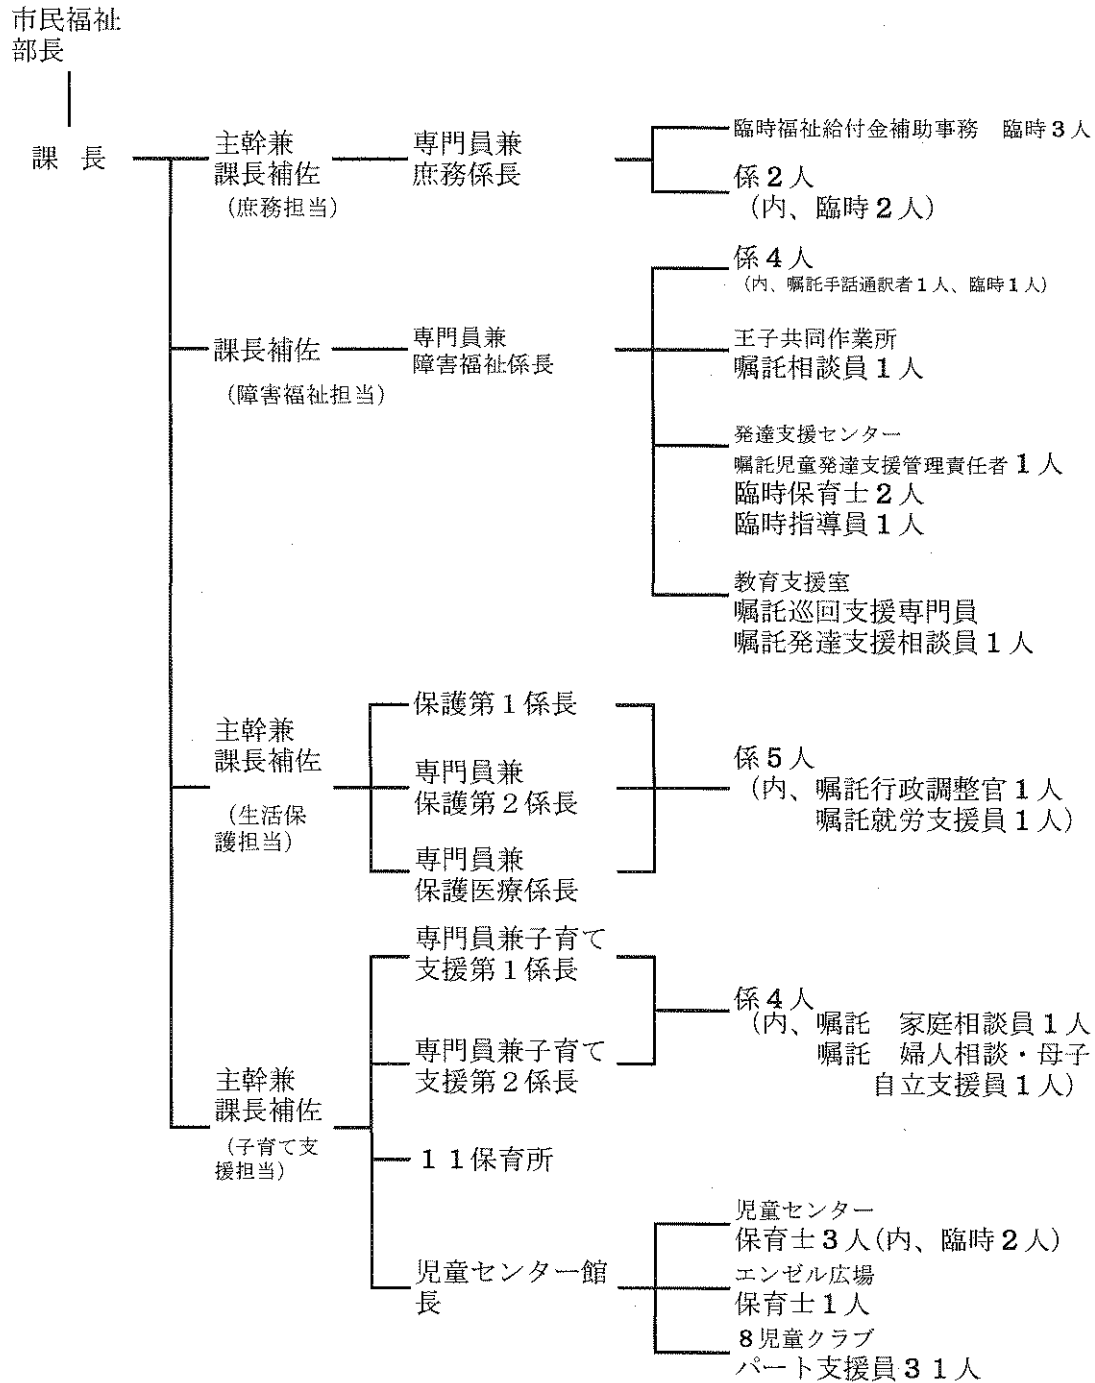 市民福祉
部長
課　長
主幹兼
課長補佐
（庶務担当）
専門員兼
庶務係長
臨時福祉給付金補助事務　臨時３人
係２人
（内、臨時２人）
課長補佐
（障害福祉担当）
専門員兼
障害福祉係長
係４人
（内、嘱託手話通訳者１人、臨時１人）
王子共同作業所
嘱託相談員１人
発達支援センター
嘱託児童発達支援管理責任者１人
臨時保育士２人
臨時指導員１人
教育支援室
嘱託巡回支援専門員
嘱託発達支援相談員１人
主幹兼
課長補佐
（生活保
護担当）
保護第１係長
専門員兼
保護第２係長
専門員兼
保護医療係長
係５人
（内、嘱託行政調整官１人
嘱託就労支援員１人）
主幹兼
課長補佐
（子育て支
援担当）
専門員兼子育て
支援第１係長
専門員兼子育て
支援第２係長
係４人
（内、嘱託　家庭相談員１人
嘱託　婦人相談・母子
自立支援員１人）
１１保育所
児童センター館
長
児童センター
保育士３人（内、臨時２人）
エンゼル広場
保育士１人
８児童クラブ
パート支援員３１人